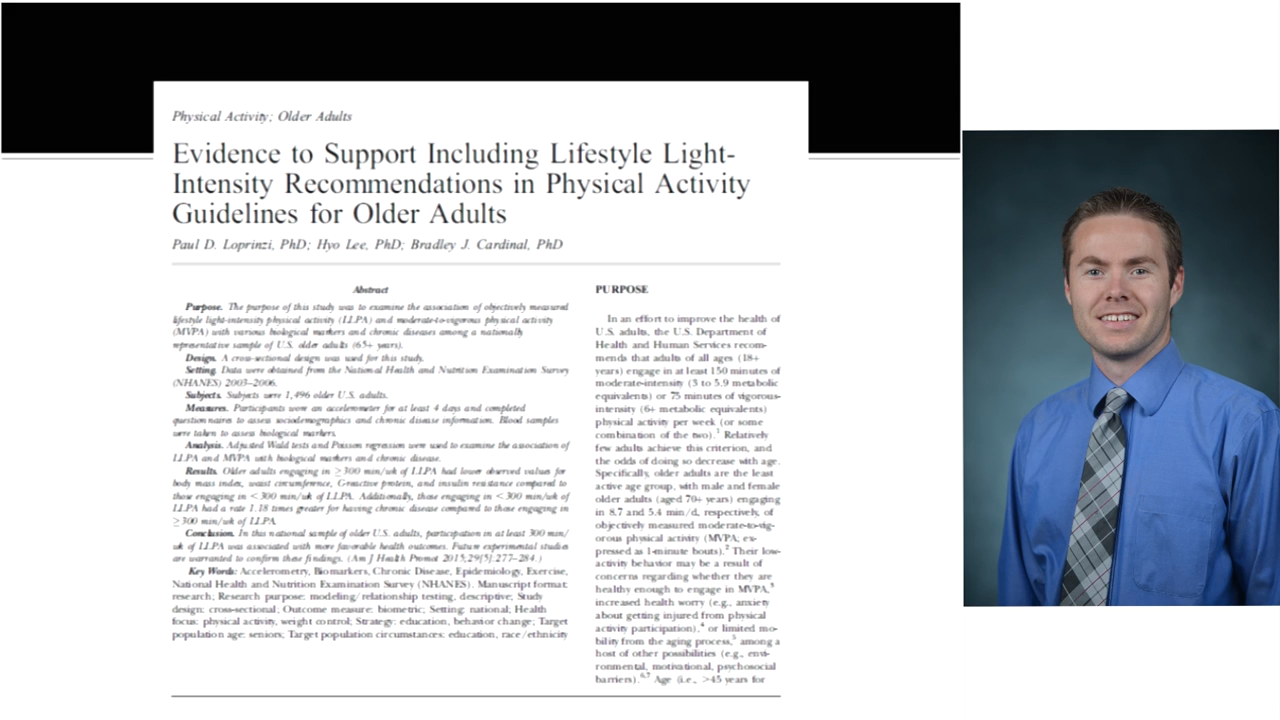 Physical Activity; Older Adults
Evidence to Support Including Lifestyle Light-
Intensity Recommendations in Physical Activity
Guidelines for Older Adults
Paul D. Loprinzi, PhD; Hyo Lee, PhD; Bradley J. Cardinal, PhD
Abstract
Purpose. The purpose of this study was to examine the association of objectively measured
lifestyle light-intensity physical activity (LLPA) and moderate-to-vigorous physical activity
(MVPA) with various biological markers and chronic diseases among a nationally
representative sample of U.S. older adults (65+ years).
Design. A cross-sectional design was used for this study.
Setting. Data were obtained from the National Health and Nutrition Examination Survey
(NHANES) 2003–2006.
Subjects. Subjects were 1,496 older U.S. adults.
Measures. Participants wore an accelerometer for at least 4 days and completed
questionnaires to assess sociodemographics and chronic disease information. Blood samples
were taken to assess biological markers.
Analysis. Adjusted Wald tests and Poisson regression were used to examine the association of
LLPA and MVPA with biological markers and chronic disease.
Results. Older adults engaging in ≥300 min/wk of LLPA had lower observed values for
body mass index, waist circumference, C-reactive protein, and insulin resistance compared to
those engaging in <300 min/wk of LLPA. Additionally, those engaging in <300 min/wk of
LLPA had a rate 1.18 times greater for having chronic disease compared to those engaging in
≥300 min/wk of LLPA.
Conclusion. In this national sample of older U.S. adults, participation in at least 300 min/
wk of LLPA was associated with more favorable health outcomes. Future experimental studies
are warranted to confirm these findings. (Am J Health Promot 2015;29[5]:277–284.)
Key Words: Accelerometry, Biomarkers, Chronic Disease, Epidemiology, Exercise,
National Health and Nutrition Examination Survey (NHANES). Manuscript format:
research; Research purpose: modeling/relationship testing, descriptive; Study
design: cross-sectional; Outcome measure: biometric; Setting: national; Health
focus: physical activity, weight control; Strategy: education, behavior change; Target
population age: seniors; Target population circumstances: education, race/ethnicity
PURPOSE
In an effort to improve the health of
U.S. adults, the U.S. Department of
Health and Human Services recom-
mends that adults of all ages (18+
years) engage in at least 150 minutes of
moderate-intensity (3 to 5.9 metabolic
equivalents) or 75 minutes of vigorous-
intensity (6+ metabolic equivalents)
physical activity per week (or some
combination of the two).1 Relatively
few adults achieve this criterion, and
the odds of doing so decrease with age.
Specifically, older adults are the least
active age group, with male and female
older adults (aged 70+ years) engaging
in 8.7 and 5.4 min/d, respectively, of
objectively measured moderate-to-vig-
orous physical activity (MVPA; ex-
pressed as 1-minute bouts).2 Their low-
activity behavior may be a result of
concerns regarding whether they are
healthy enough to engage in MVPA,3
increased health worry (e.g., anxiety
about getting injured from physical
activity participation),4 or limited mo-
bility from the aging process,5 among a
host of other possibilities (e.g., envi-
ronmental, motivational, psychosocial
barriers).6,7 Age (i.e., >45 years for